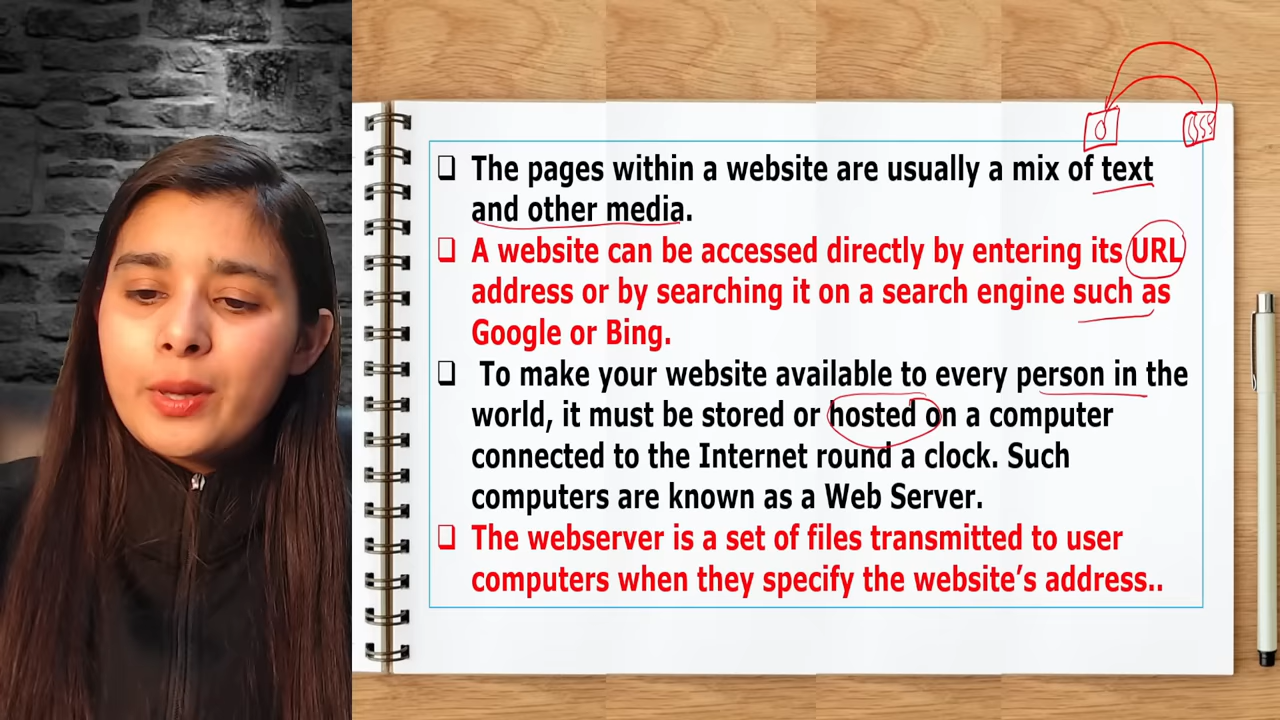 ❑ The pages within a website are usually a mix of text
and other media.
❑ A website can be accessed directly by entering its URL
address or by searching it on a search engine such as
Google or Bing.
❑ To make your website available to every person in the
world, it must be stored or hosted on a computer
connected to the Internet round a clock. Such
computers are known as a Web Server.
❑ The webserver is a set of files transmitted to user
computers when they specify the website's address..